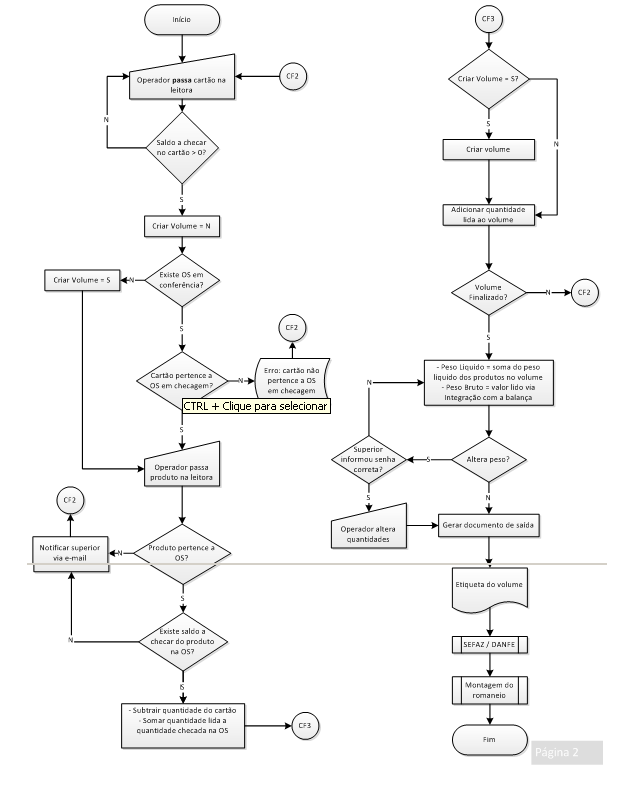 Início
Operador passa cartão na
leitora
CF2
N
Saldo a checar
no cartão > 0?
S
Criar Volume = N
Existe OS em
conferência?
N
Criar Volume = S
S
CF2
Cartão pertence a
OS em checagem?
N
Erro: cartão não
pertence a OS
em checagem
CTRL + Clique para selecionar
S
Operador passa
produto na leitora
CF2
Notificar superior
via e-mail
N
Produto pertence a
OS?
S
N
Existe saldo a
checar do produto
na OS?
S
- Subtrair quantidade do cartão
- Somar quantidade lida a
quantidade checada na OS
CF3
CF3
Criar Volume = S?
S
N
Criar volume
Adicionar quantidade
lida ao volume
Volume
Finalizado?
N
CF2
S
- Peso Liquido = soma do peso
liquido dos produtos no volume
- Peso Bruto = valor lido via
Integração com a balança
N
Superior
informou senha
correta?
S
Altera peso?
S
N
Operador altera
quantidades
Gerar documento de saída
Etiqueta do volume
SEFAZ / DANFE
Montagem do
romaneio
Fim
Página 2